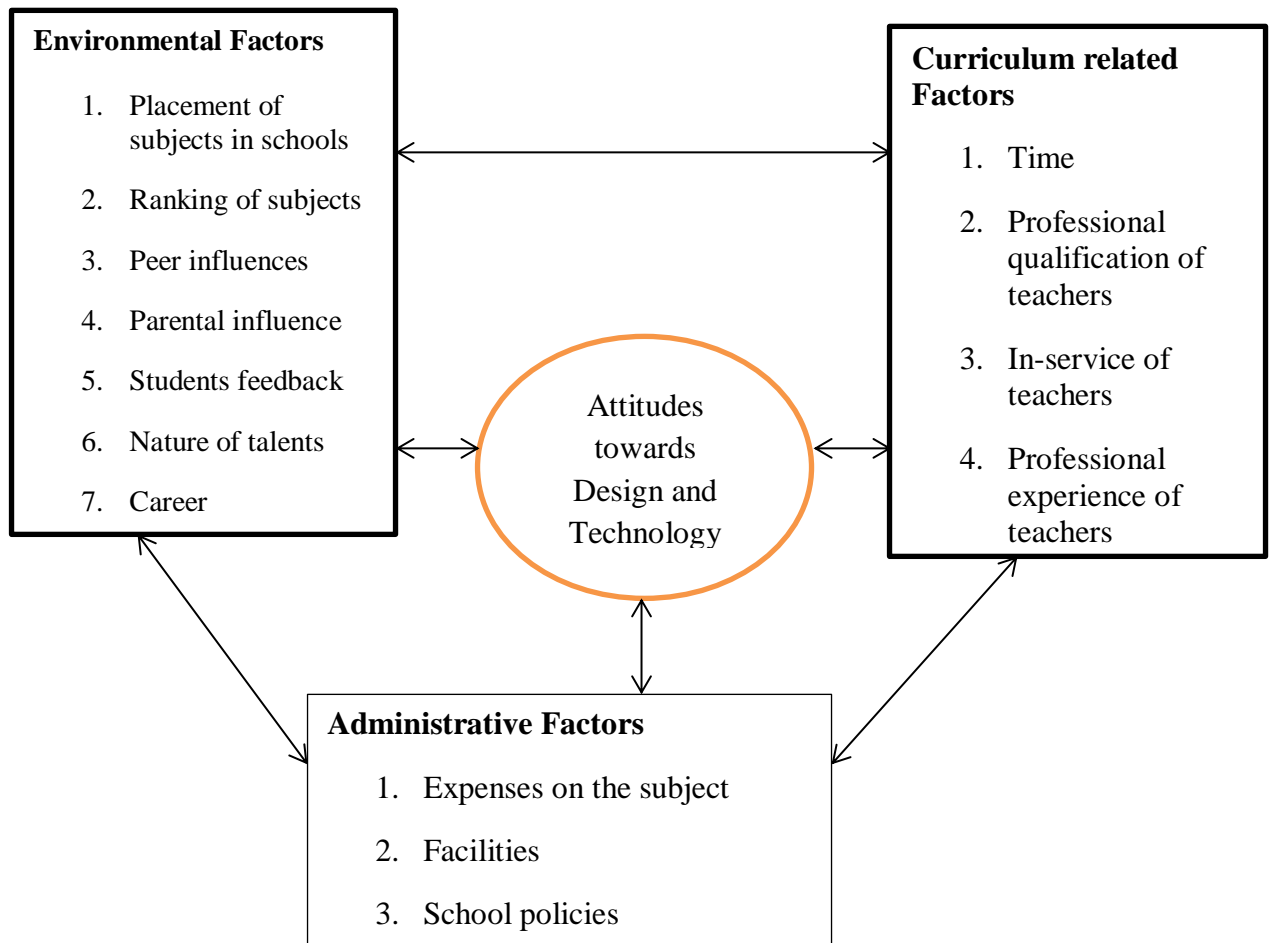 Environmental Factors
1. Placement of
subjects in schools
2. Ranking of subjects
3. Peer influences
4. Parental influence
5. Students feedback
6. Nature of talents
7. Career
Curriculum related
Factors
1. Time
2. Professional
qualification of
teachers
3. In-service of
teachers
4. Professional
experience of
teachers
Attitudes
towards
Design and
Technology
Administrative Factors
1. Expenses on the subject
2. Facilities
3. School policies